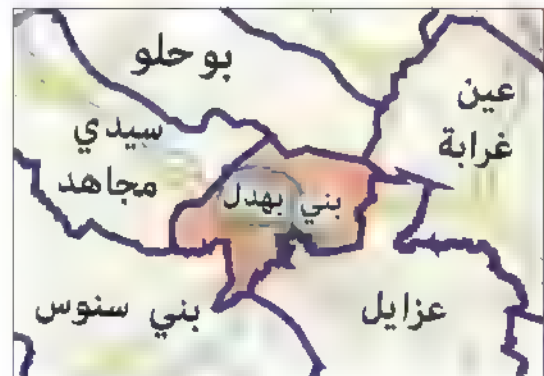 بوحلو
عين
غرابة
سيدي
مجاهد
بني بهدل
بني سنوس
عزايل